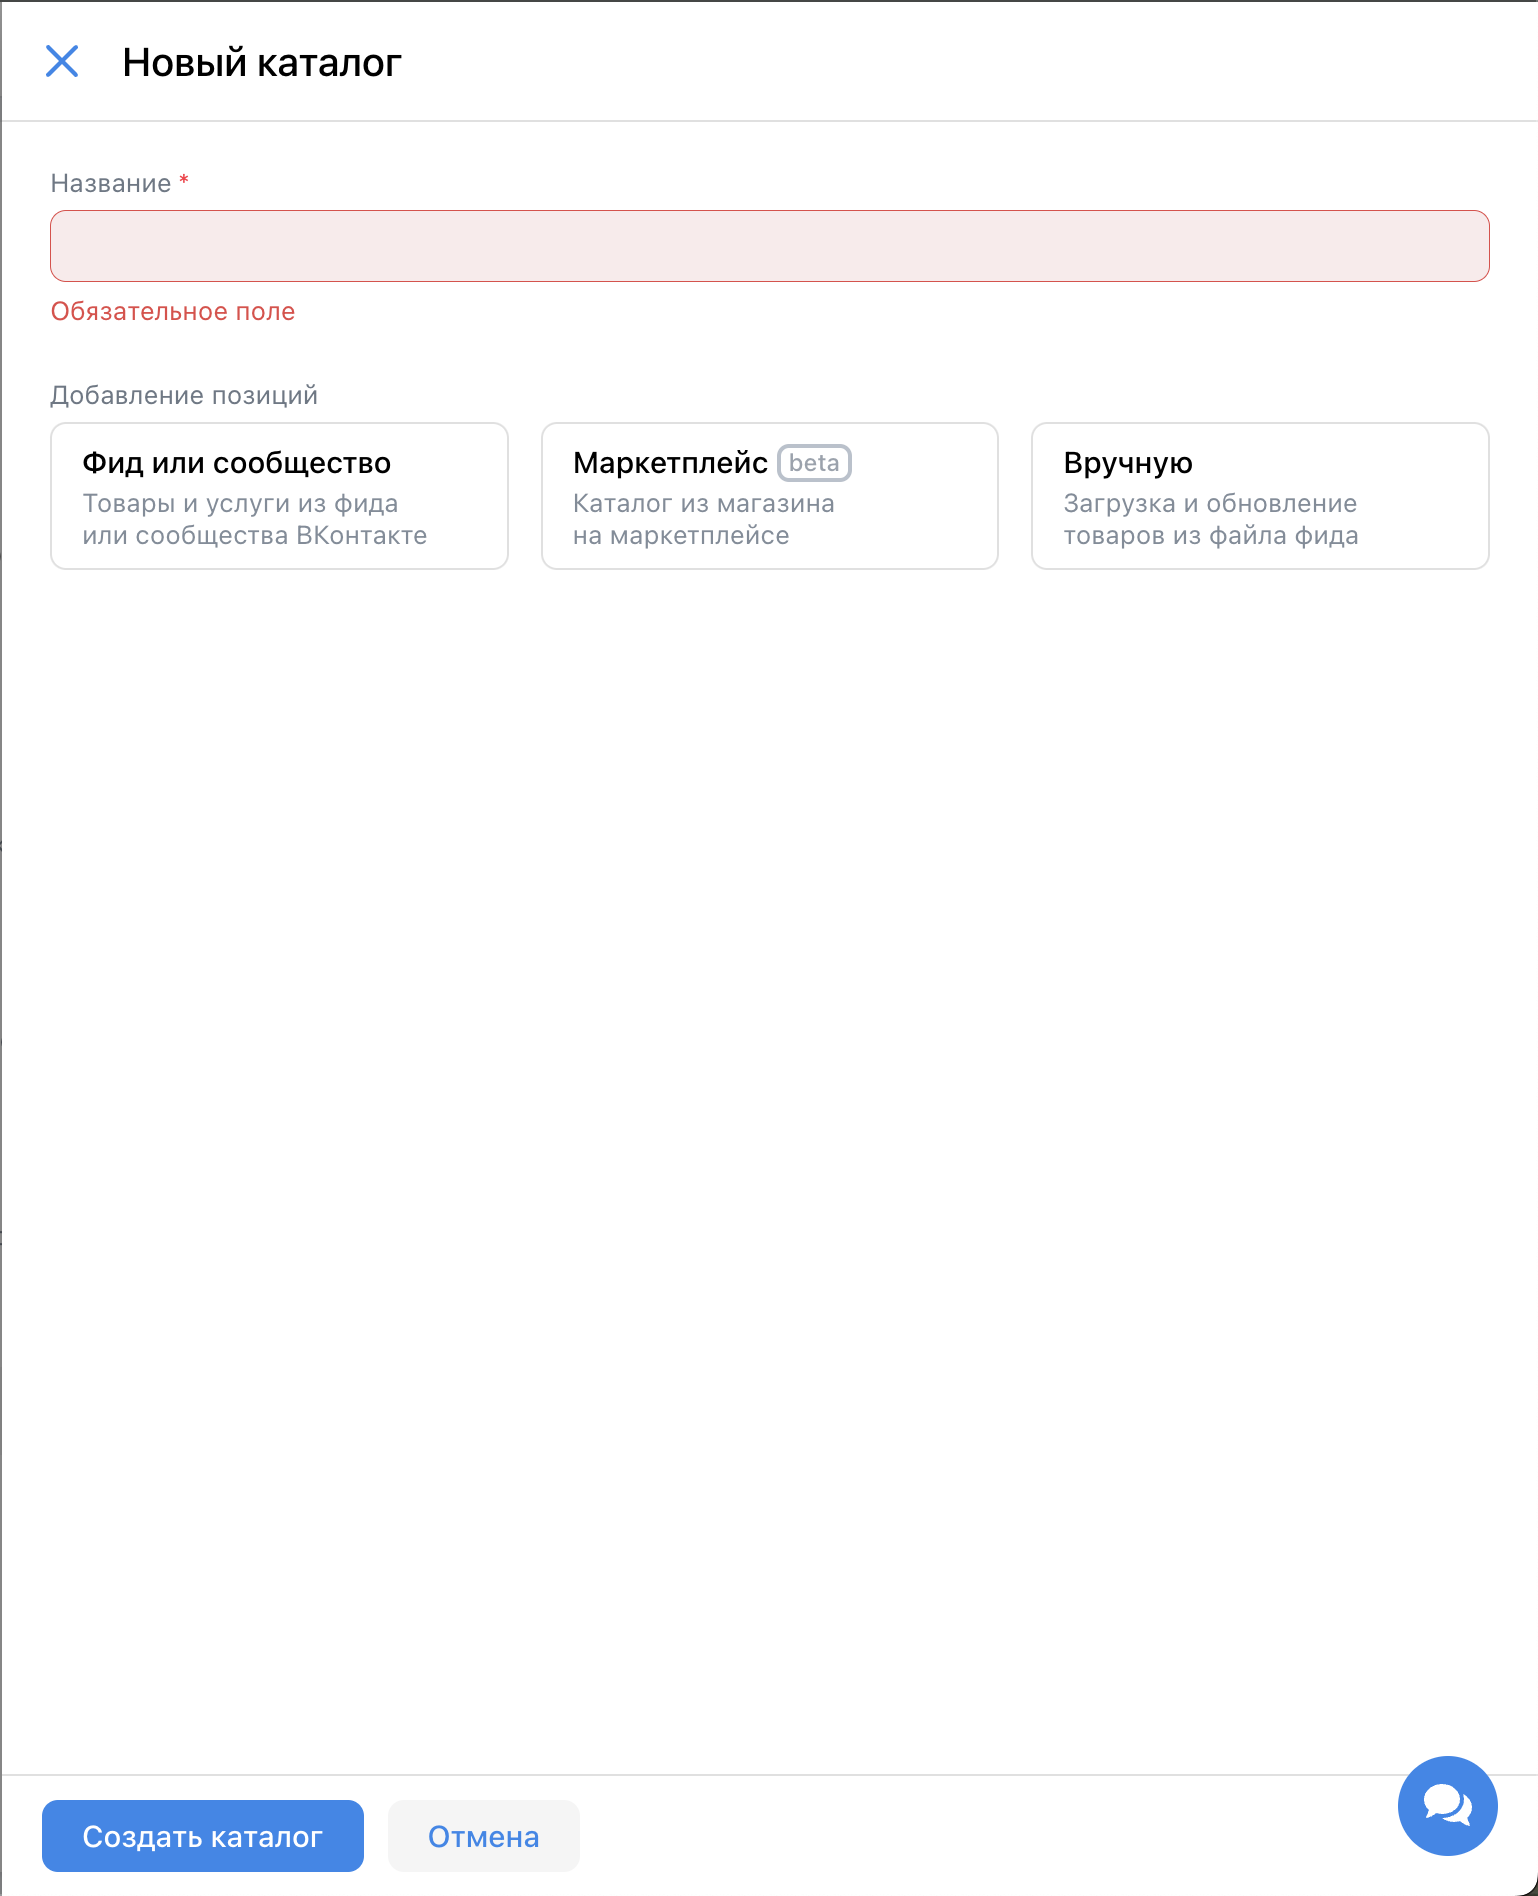 Новый каталог
Название *
Обязательное поле
Добавление позиций
Фид или сообщество
Товары и услуги из фида
или сообщества ВКонтакте
Маркетплейс beta
Каталог из магазина
на маркетплейсе
Вручную
Загрузка и обновление
товаров из файла фида
Создать каталог
Отмена